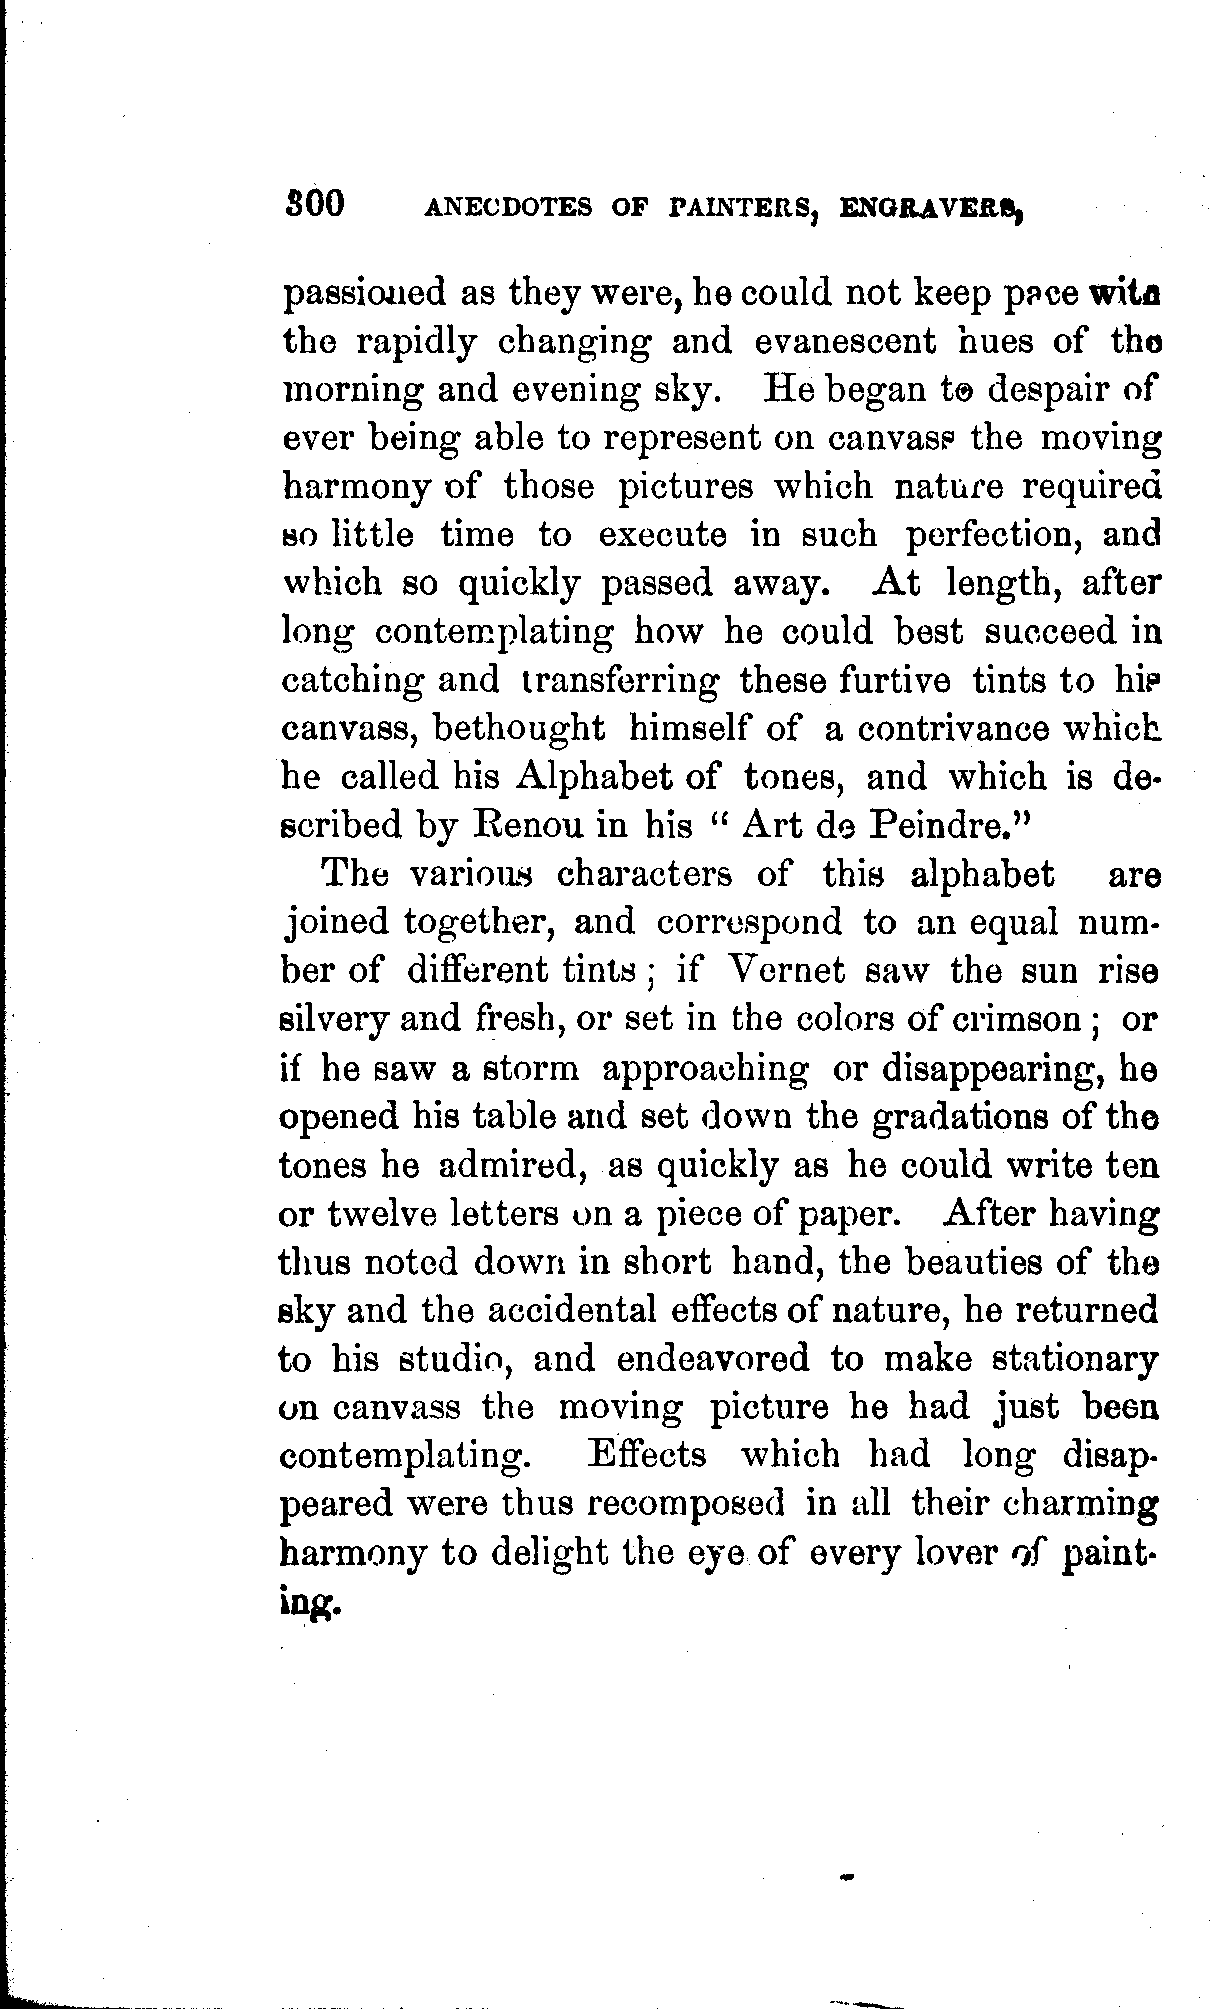 300 ANECDOTES OF PAINTERS, ENGRAVERS,
passioned as they were, he could not keep pace with
the rapidly changing and evanescent hues of the
morning and evening sky. He began to despair of
ever being able to represent on canvass the moving
harmony of those pictures which nature required
so little time to execute in such perfection, and
which so quickly passed away. At length, after
long contemplating how he could best succeed in
catching and transferring these furtive tints to his
canvass, bethought himself of a contrivance which
he called his Alphabet of tones, and which is de-
scribed by Renou in his " Art de Peindre."
The various characters of this alphabet are
joined together, and correspond to an equal num-
ber of different tints ; if Vernet saw the sun rise
silvery and fresh, or set in the colors of crimson ; or
if he saw a storm approaching or disappearing, he
opened his table and set down the gradations of the
tones he admired, as quickly as he could write ten
or twelve letters on a piece of paper. After having
thus noted down in short hand, the beauties of the
sky and the accidental effects of nature, he returned
to his studio, and endeavored to make stationary
on canvass the moving picture he had just been
contemplating. Effects which had long disap-
peared were thus recomposed in all their charming
harmony to delight the eye of every lover of paint-
ing.